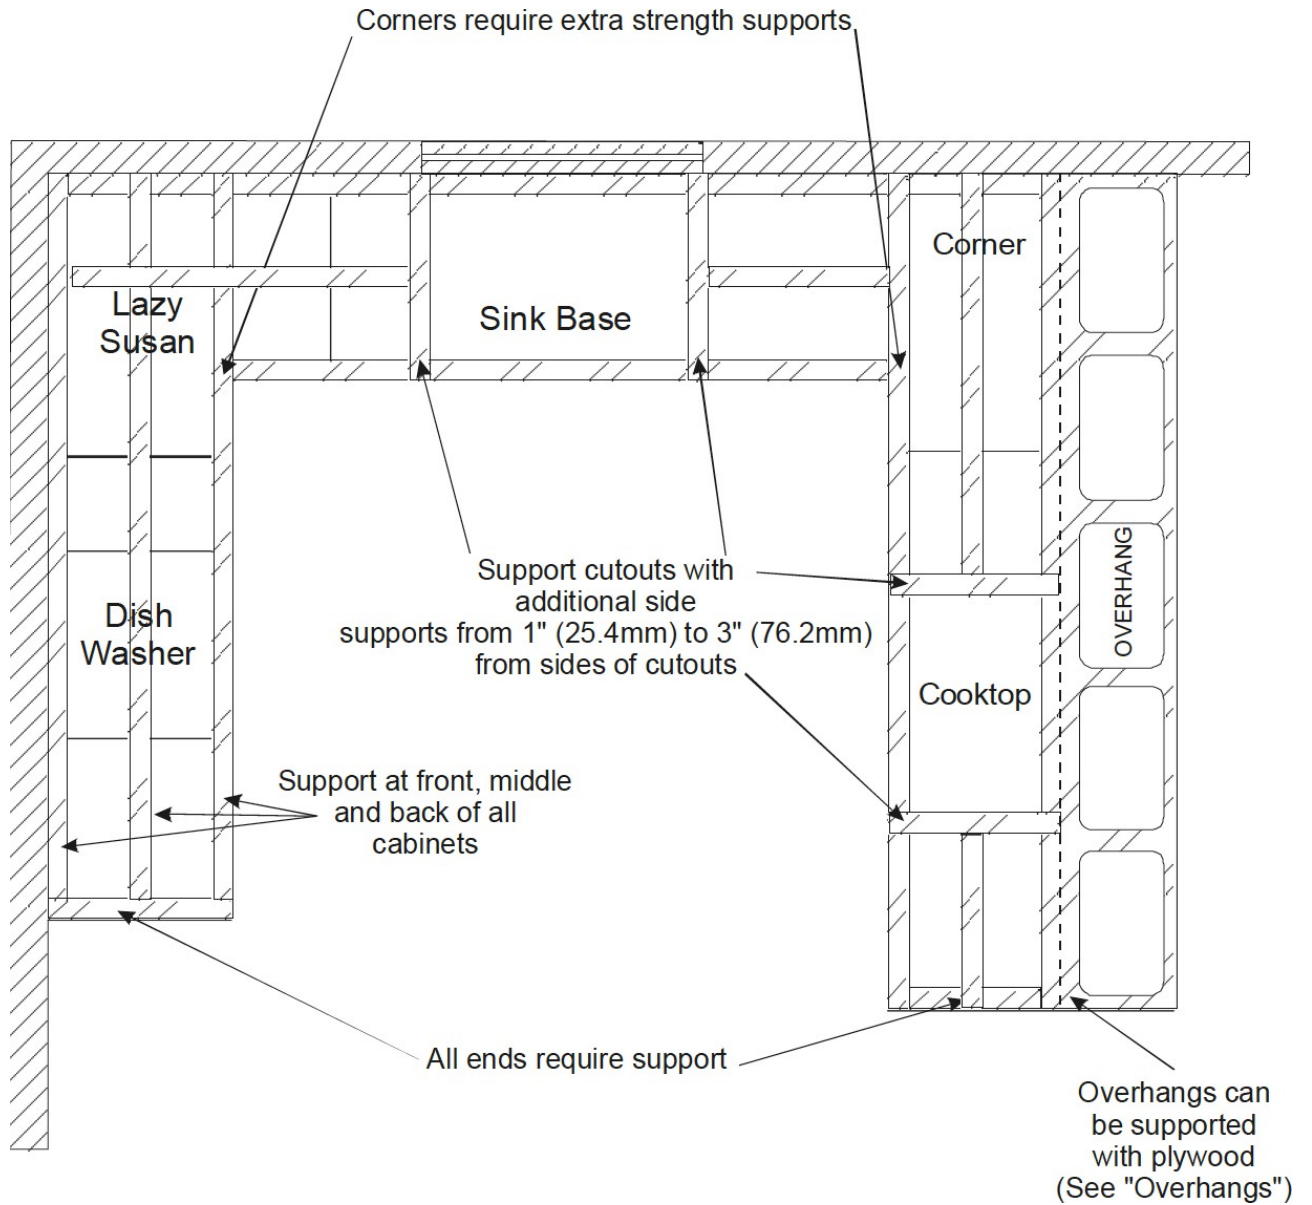 Corners require extra strength supports
Corner
Lazy
Susan
Sink Base
OVERHANG
Support cutouts with
additional side
supports from 1" (25.4mm) to 3" (76.2mm)
from sides of cutouts
Dish
Washer
Cooktop
Support at front, middle
and back of all
cabinets
All ends require support
Overhangs can
be supported
with plywood
(See "Overhangs")